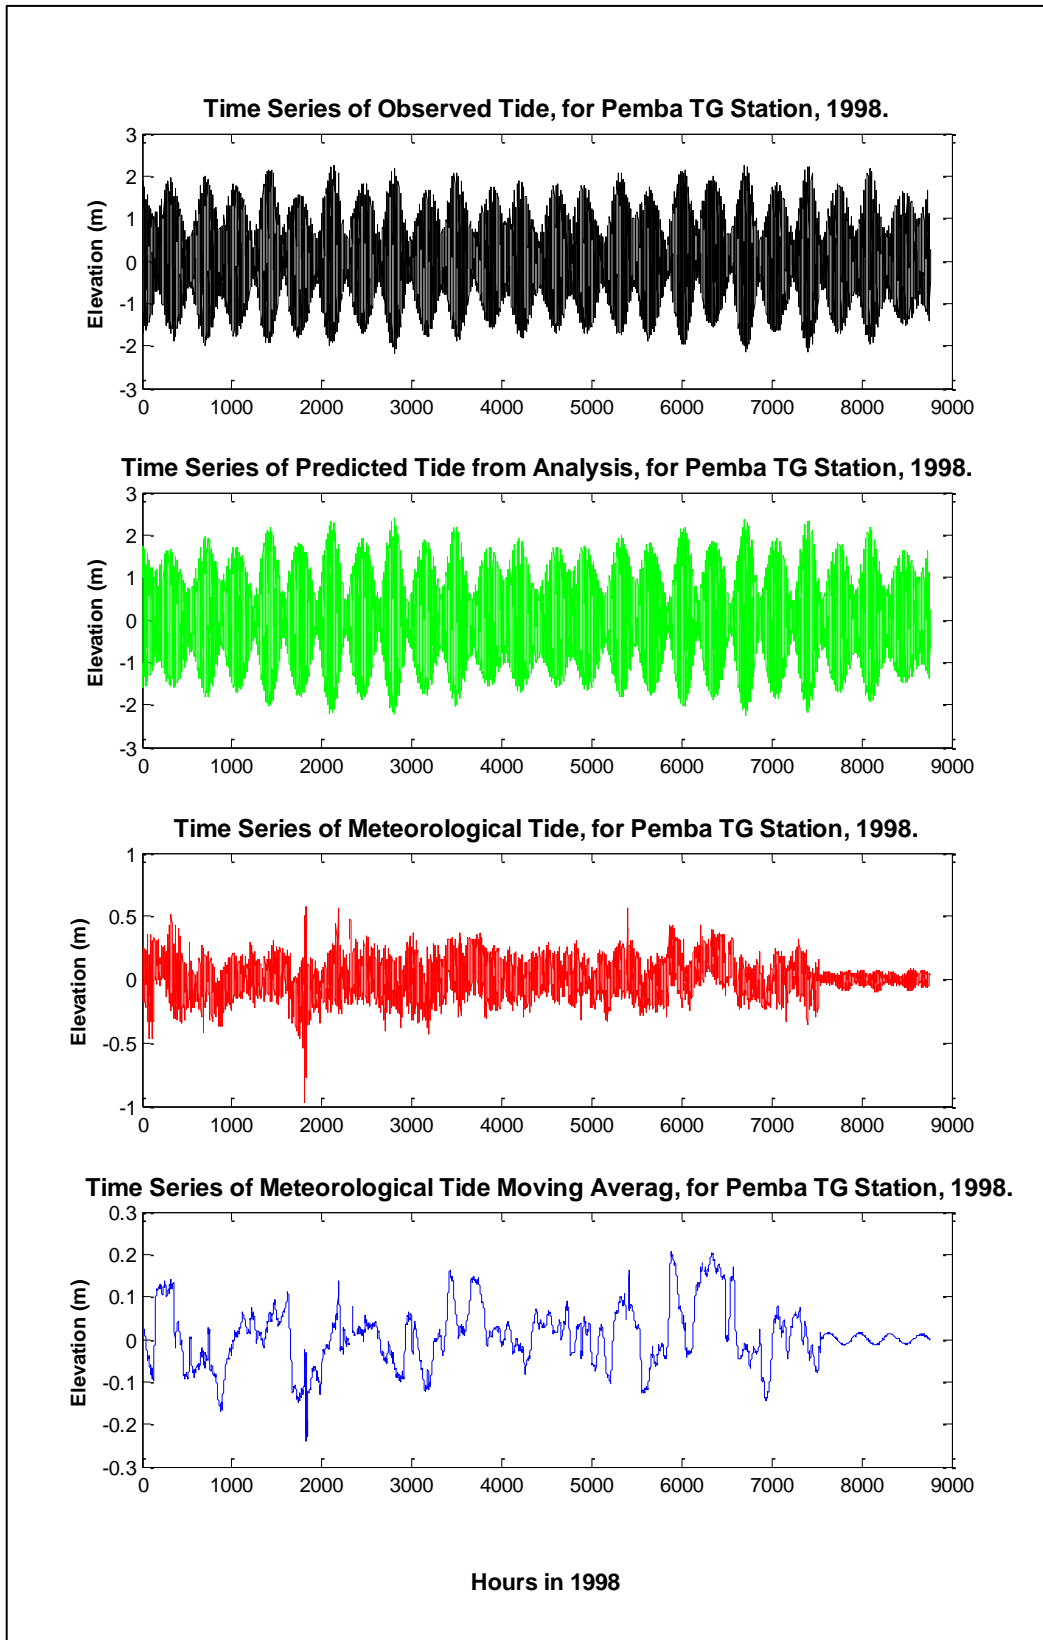 Time Series of Observed Tide, for Pemba TG Station, 1998.
Elevation (m)
3
2
1
0
-1
-2
-3
0 1000 2000 3000 4000 5000 6000 7000 8000 9000
Time Series of Predicted Tide from Analysis, for Pemba TG Station, 1998.
Elevation (m)
3
2
1
0
-1
-2
-3
0 1000 2000 3000 4000 5000 6000 7000 8000 9000
Time Series of Meteorological Tide, for Pemba TG Station, 1998.
Elevation (m)
1
0.5
0
-0.5
-1
0 1000 2000 3000 4000 5000 6000 7000 8000 9000
Time Series of Meteorological Tide Moving Averag, for Pemba TG Station, 1998.
Elevation (m)
0.3
0.2
0.1
0
-0.1
-0.2
-0.3
0 1000 2000 3000 4000 5000 6000 7000 8000 9000
Hours in 1998